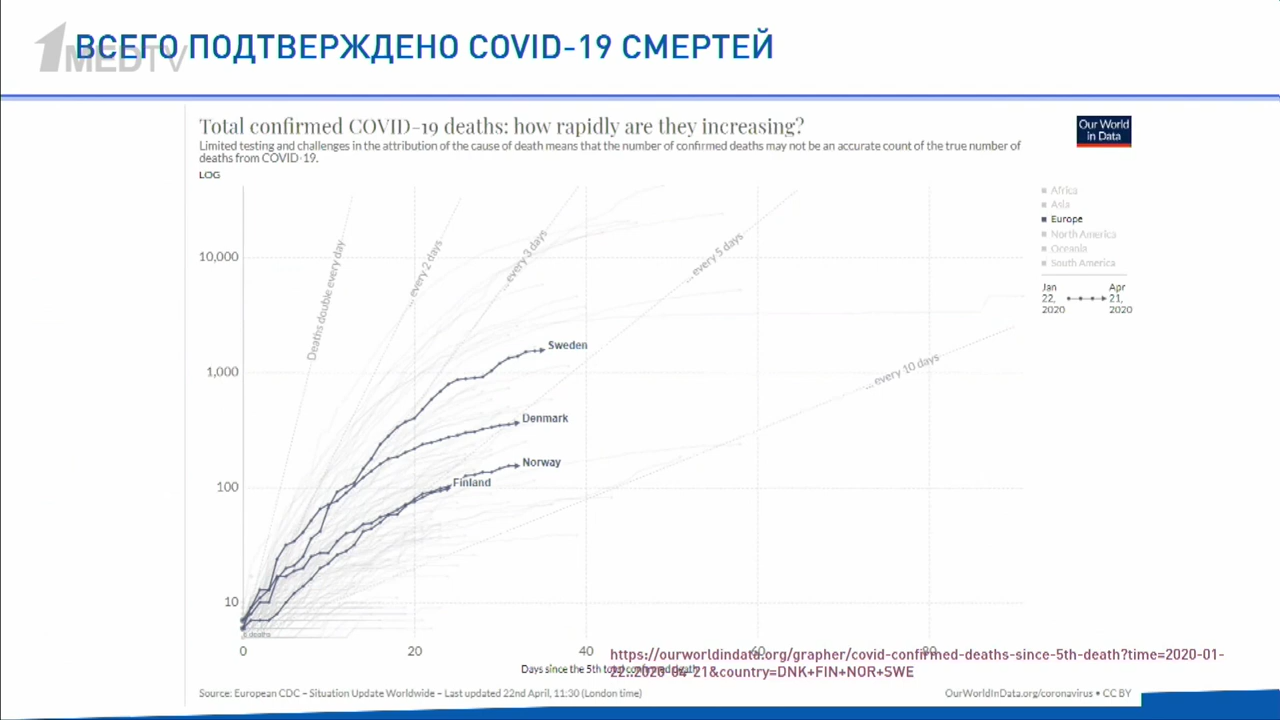 ВСЕГО ПОДТВЕРЖДЕНО COVID-19 СМЕРТЕЙ
1MEDTV
Total confirmed COVID-19 deaths: how rapidly are they increasing?
Limited testing and challenges in the attribution of the cause of death means that the number of confirmed deaths may not be an accurate count of the true number of
deaths from COVID-19.
Our World
in Data
LOG
Africa
Asia
Europe
North America
Oceania
South America
Jan
22,
2020
Apr
21,
2020
10,000
1,000
100
10
Deaths double every day
... every 2 days
... every 3 days
... every 5 days
... every 10 days
Sweden
Denmark
Norway
Finland
5 deaths
0
20
40
60
80
Days since the 5th total confirmed death
https://ourworldindata.org/grapher/covid-confirmed-deaths-since-5th-death?time=2020-01-
22..2020-04-21&country=DNK+FIN+NOR+SWE
Source: European CDC – Situation Update Worldwide – Last updated 22nd April, 11:30 (London time)
OurWorldInData.org/coronavirus • CC BY